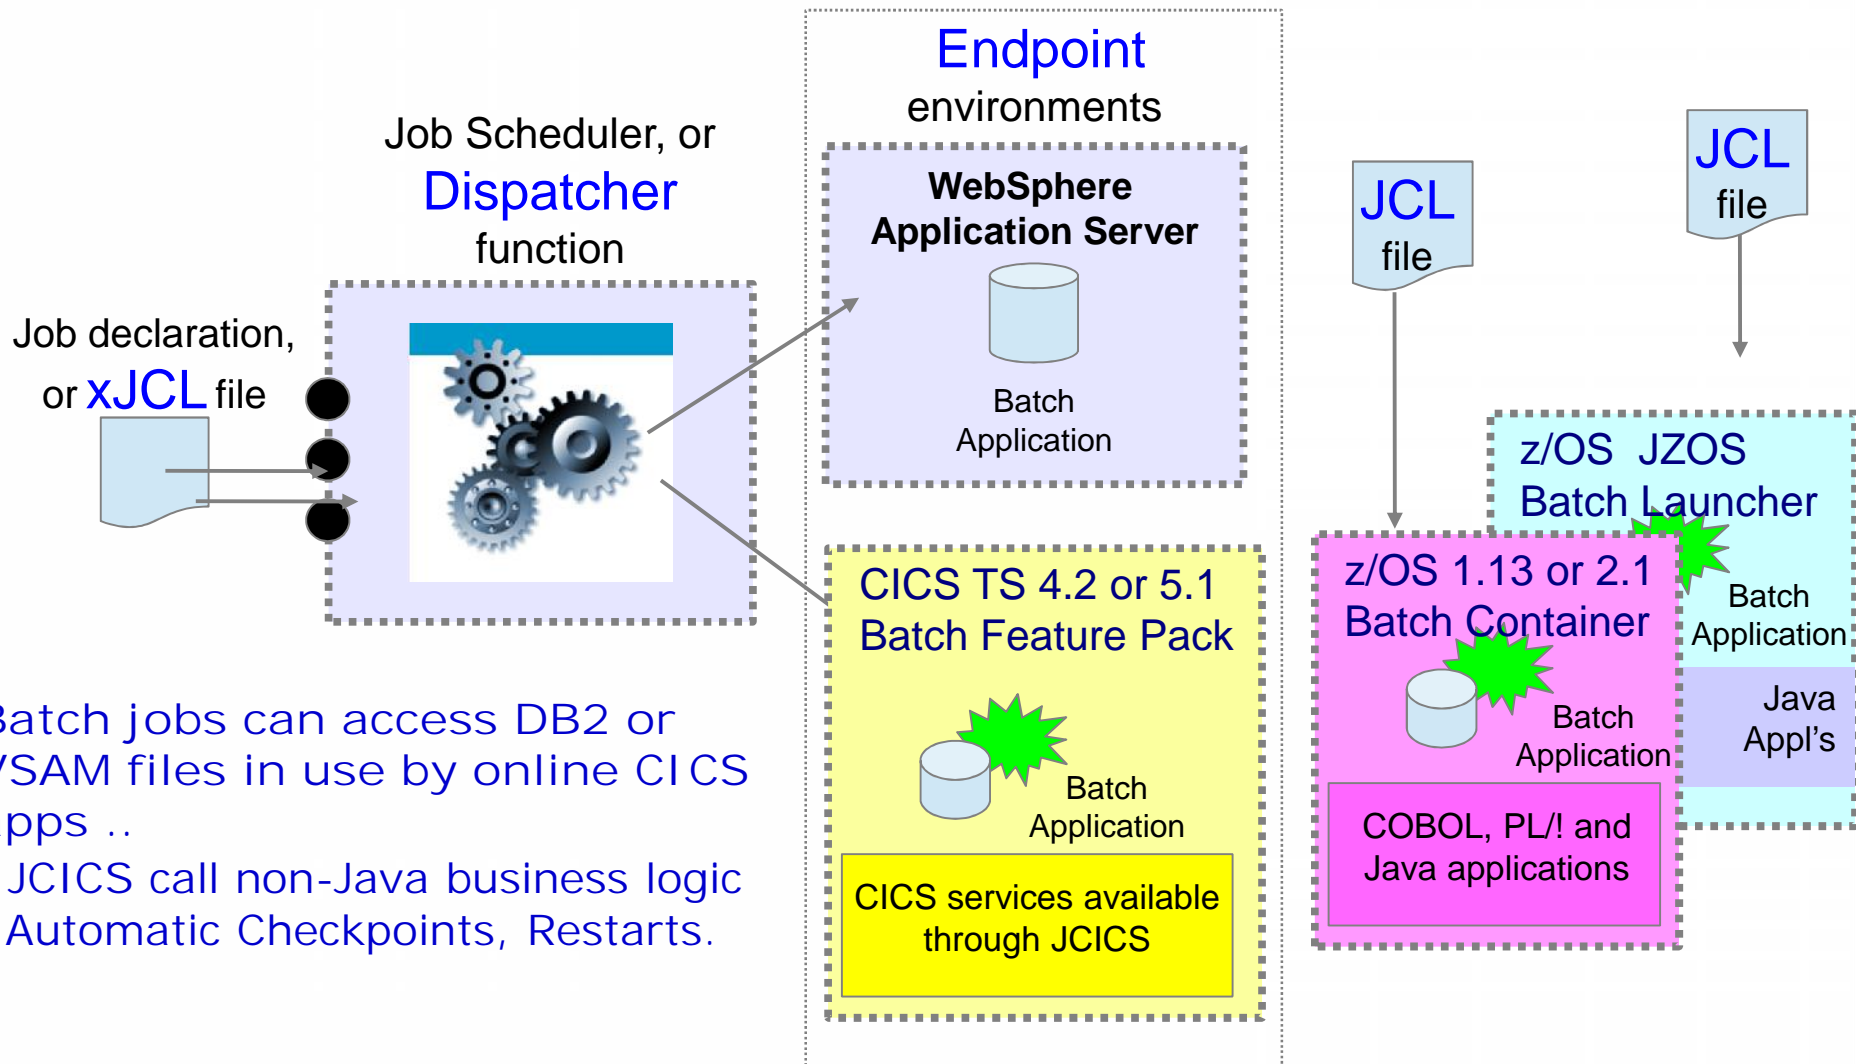 Job declaration,
or xJCL file
Job Scheduler, or
Dispatcher
function
Endpoint
environments
WebSphere
Application Server
Batch
Application
CICS TS 4.2 or 5.1
Batch Feature Pack
Batch
Application
CICS services available
through JCICS
JCL
file
JCL
file
z/OS 1.13 or 2.1
Batch Container
Batch
Application
COBOL, PL/! and
Java applications
z/OS JZOS
Batch Launcher
Batch
Application
Java
Appl's
jobs can access DB2 or
files in use by online CICS
..
JCICS call non-Java business logic
Automatic Checkpoints, Restarts.